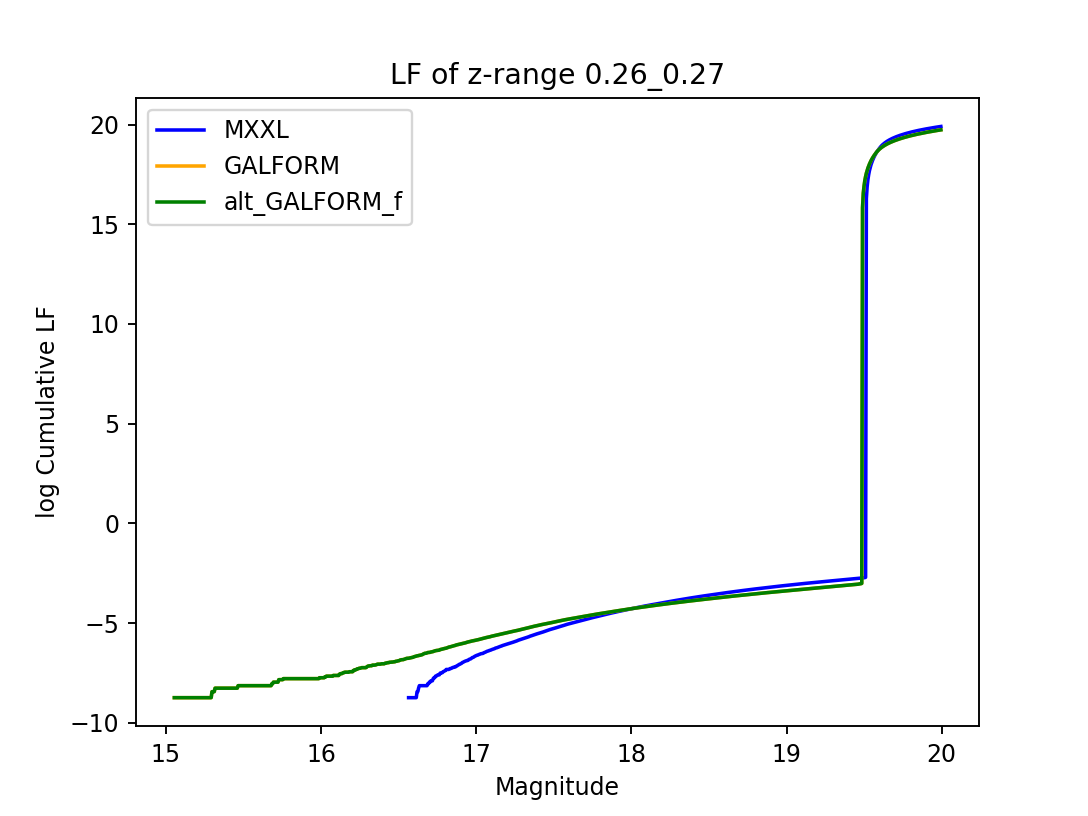 LF of z-range 0.26_0.27
MXXL
GALFORM
alt_GALFORM_f
20
15
10
5
0
−5
−10
log Cumulative LF
15 16 17 18 19 20
Magnitude